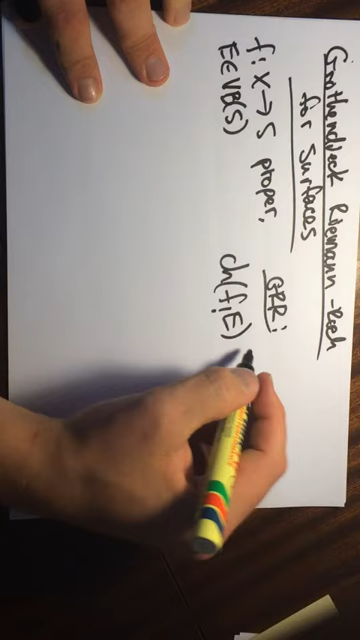 Grothendieck Riemann-Roch
for Surfaces
f: X → S proper,
E ∈ VB(S)
GRR:
ch(f!E)